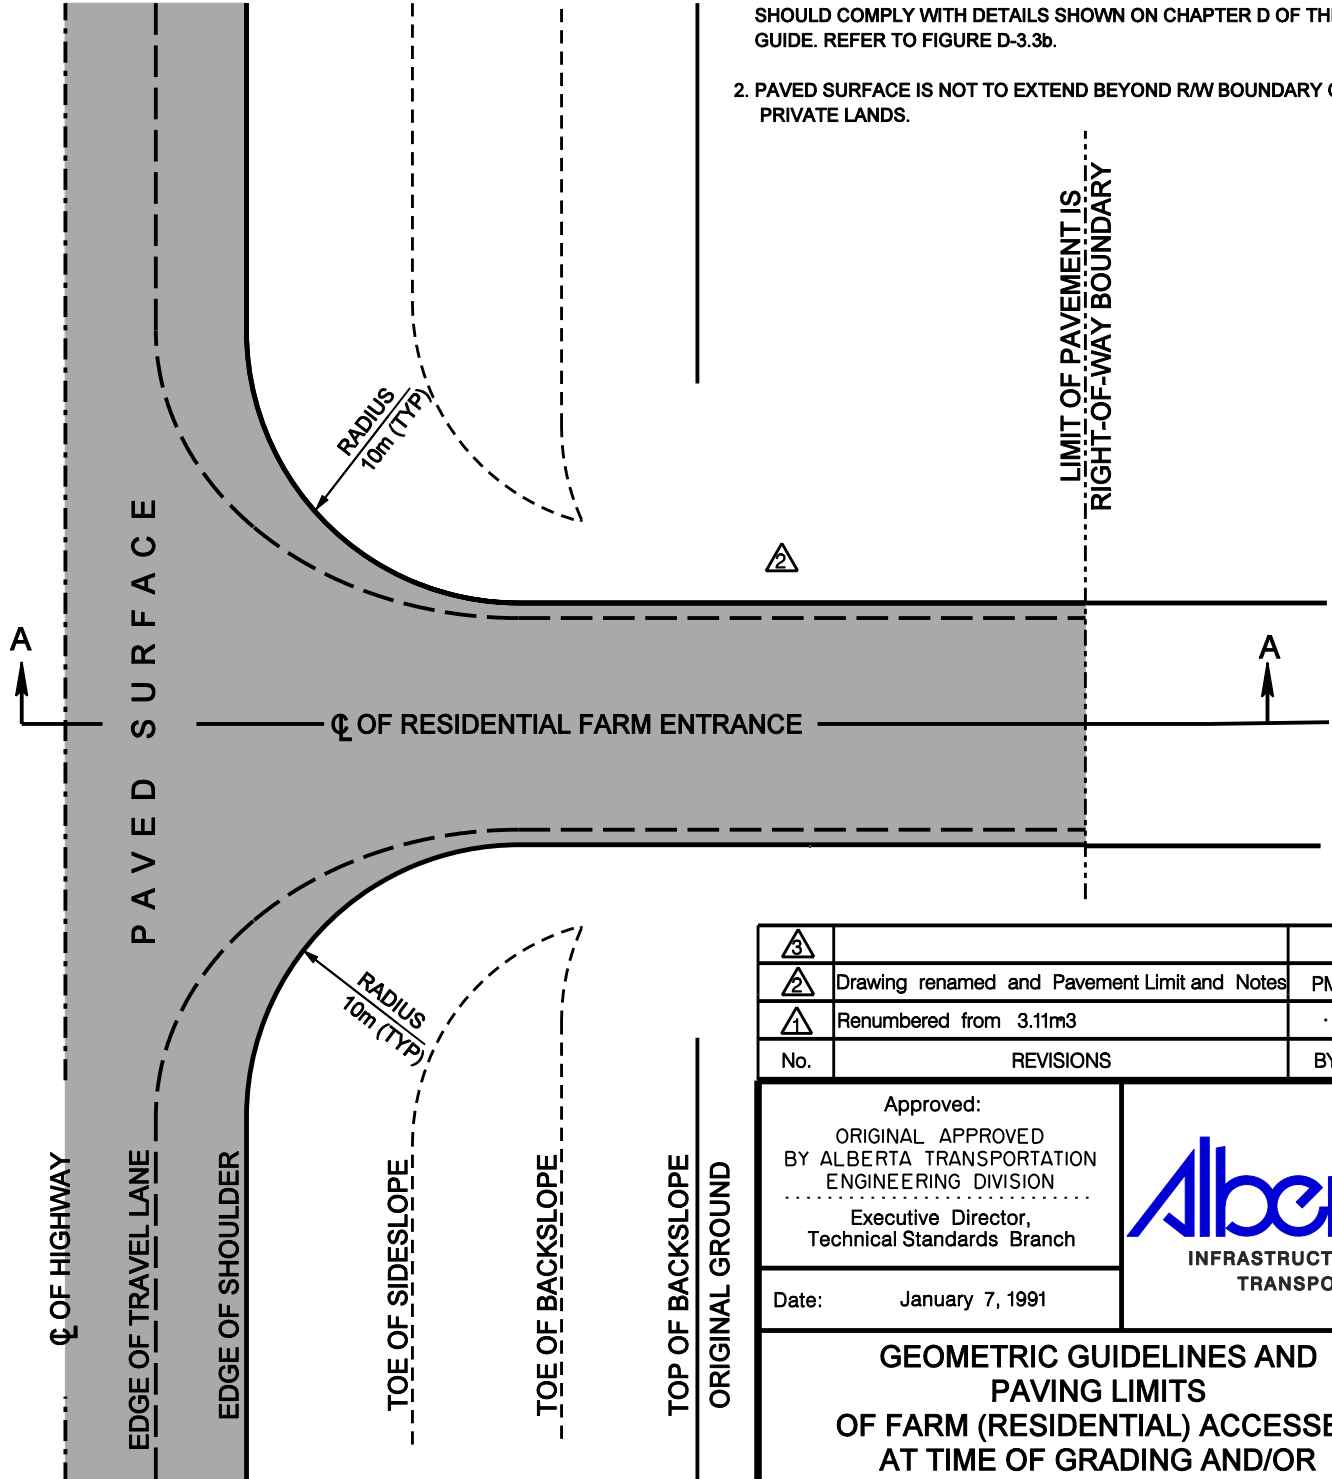 SHOULD COMPLY WITH DETAILS SHOWN ON CHAPTER D OF
GUIDE. REFER TO FIGURE D-3.3b.
2. PAVED SURFACE IS NOT TO EXTEND BEYOND R/W BOUNDARY
PRIVATE LANDS.
LIMIT OF PAVEMENT IS
RIGHT-OF-WAY BOUNDARY
RADIUS
10m (TYP)
PAVED SURFACE
2
A
A
℄ OF RESIDENTIAL FARM ENTRANCE
RADIUS
10m (TYP)
℄ OF HIGHWAY
EDGE OF TRAVEL LANE
EDGE OF SHOULDER
TOE OF SIDESLOPE
TOE OF BACKSLOPE
TOP OF BACKSLOPE
ORIGINAL GROUND
3
2 Drawing renamed and Pavement Limit and Notes PM
1 Renumbered from 3.11m3
No. REVISIONS BY
Approved:
ORIGINAL APPROVED
BY ALBERTA TRANSPORTATION
ENGINEERING DIVISION
Executive Director,
Technical Standards Branch
Date: January 7, 1991
Albe
INFRASTRUCT
TRANSPO
GEOMETRIC GUIDELINES AND
PAVING LIMITS
OF FARM (RESIDENTIAL) ACCESSE
AT TIME OF GRADING AND/OR